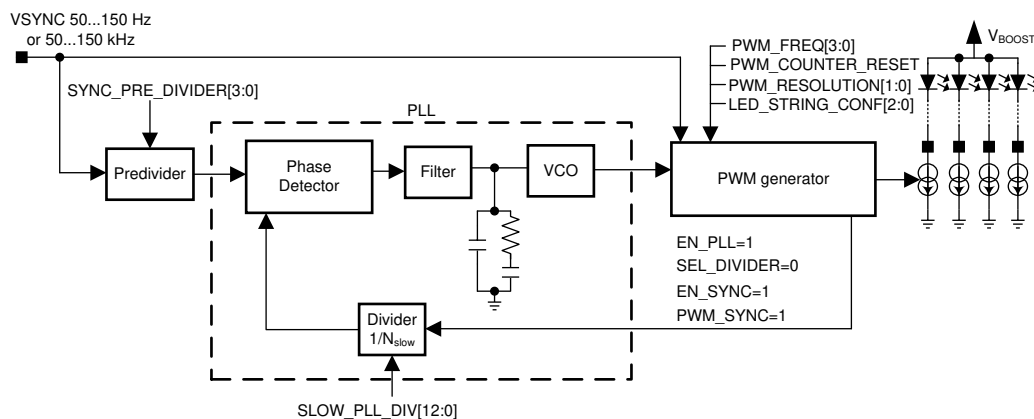 VSYNC 50...150 Hz
or 50...150 kHz
SYNC_PRE_DIVIDER[3:0]
PLL
PWM_FREQ[3:0]
PWM_COUNTER_RESET
PWM_RESOLUTION[1:0]
LED_STRING_CONF[2:0]
VBOOST
Predivider
Phase
Detector
Filter
VCO
PWM generator
EN_PLL=1
SEL_DIVIDER=0
EN_SYNC=1
PWM_SYNC=1
Divider
1/Nslow
SLOW_PLL_DIV[12:0]